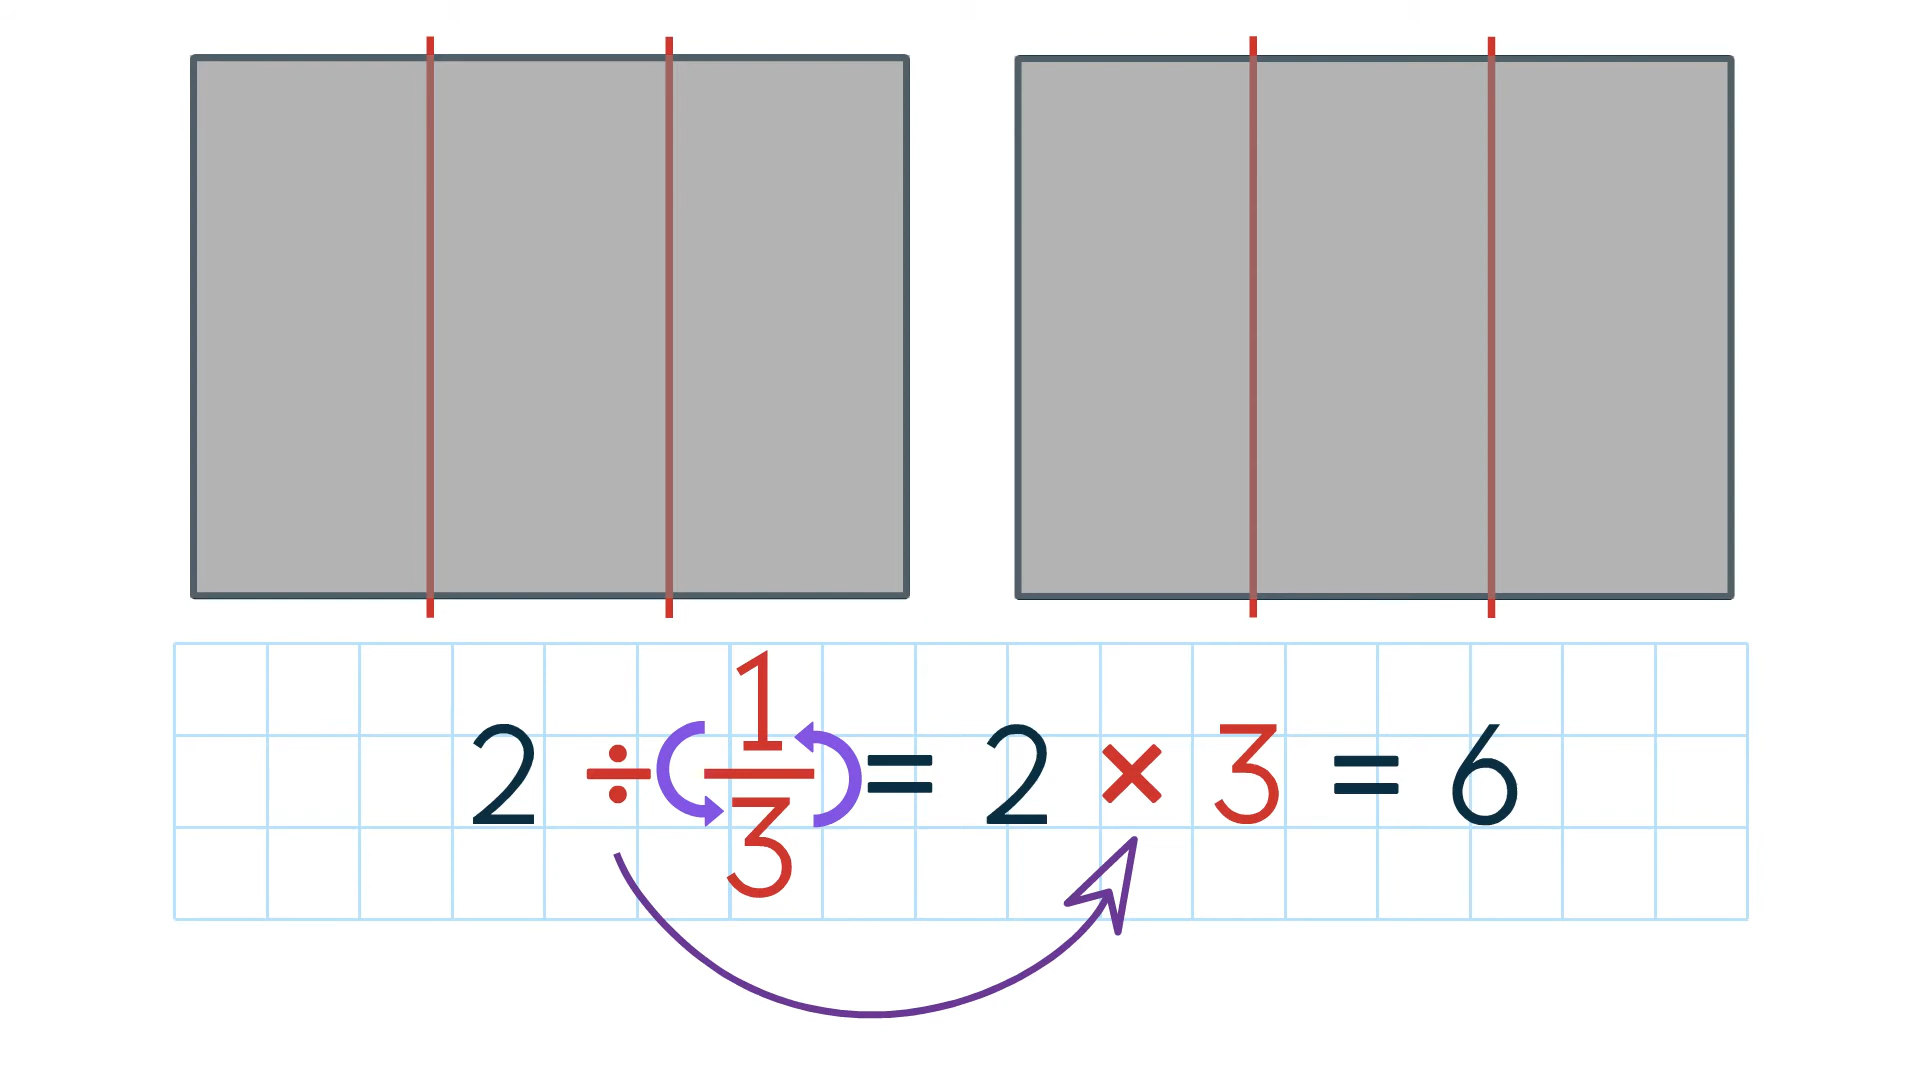 2 ÷ 1/3 = 2 × 3 = 6